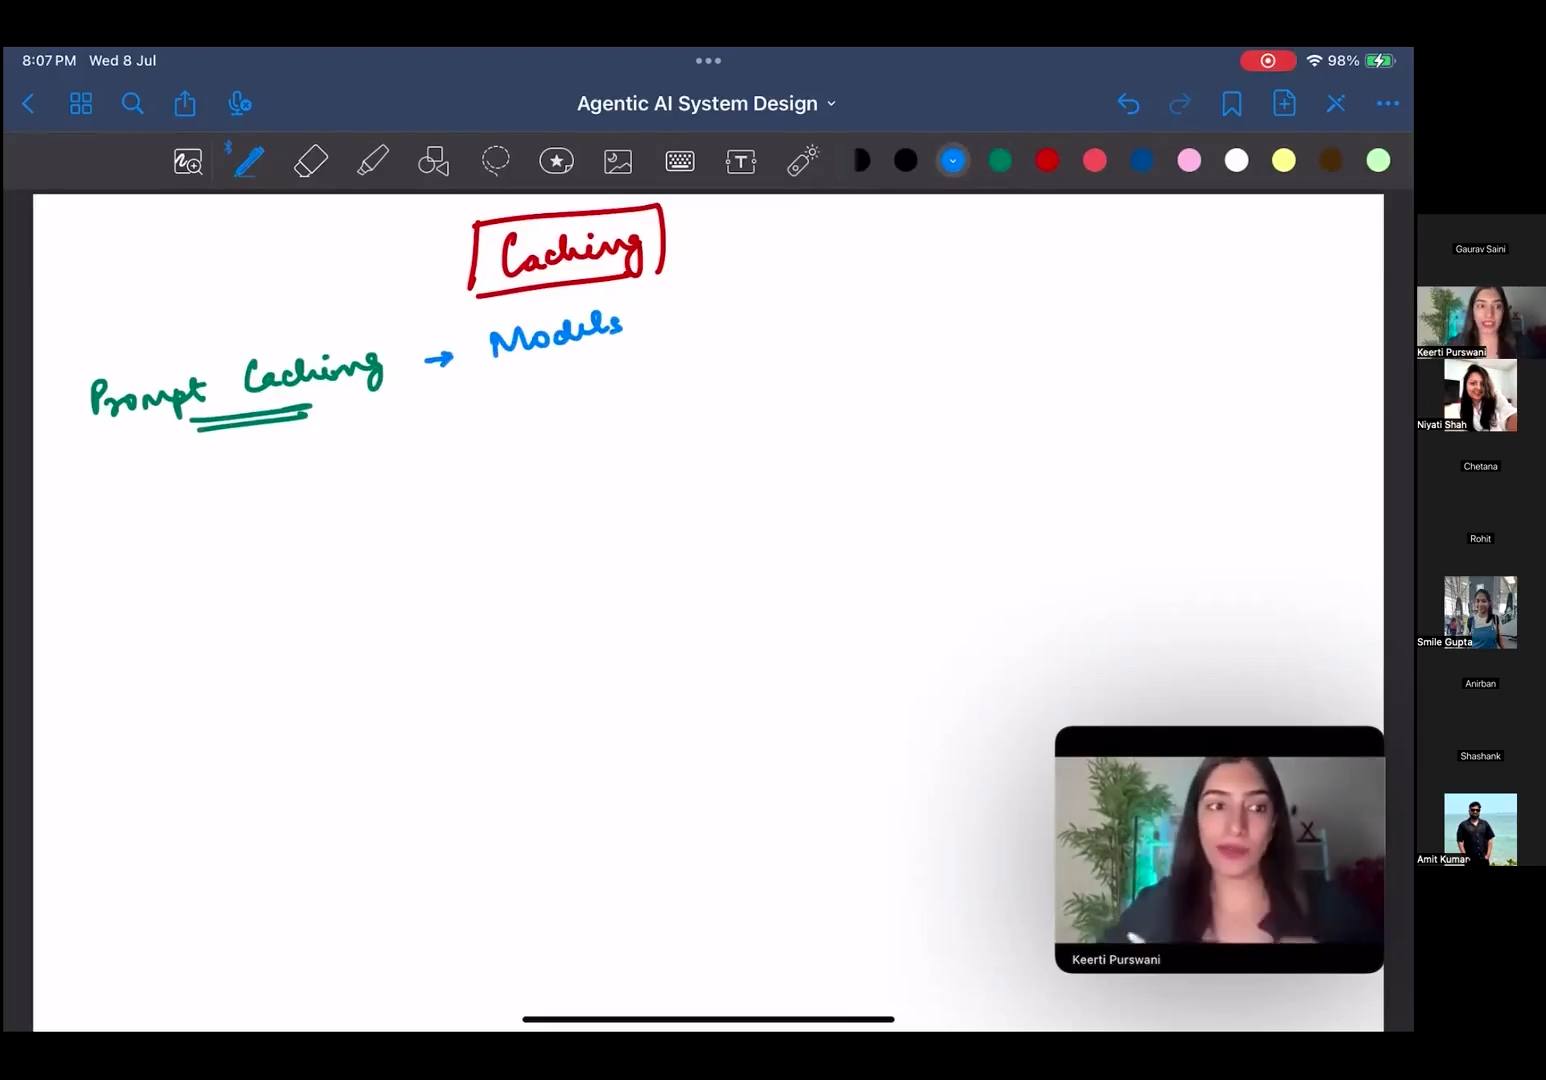 8:07 PM Wed 8 Jul
98%
Agentic AI System Design
T
Caching
Prompt Caching → Models
Keerti Purswani
Gaurav Saini
Keerti Purswani
Niyati Shah
Chetana
Rohit
Smile Gupta
Anirban
Shashank
Amit Kumar